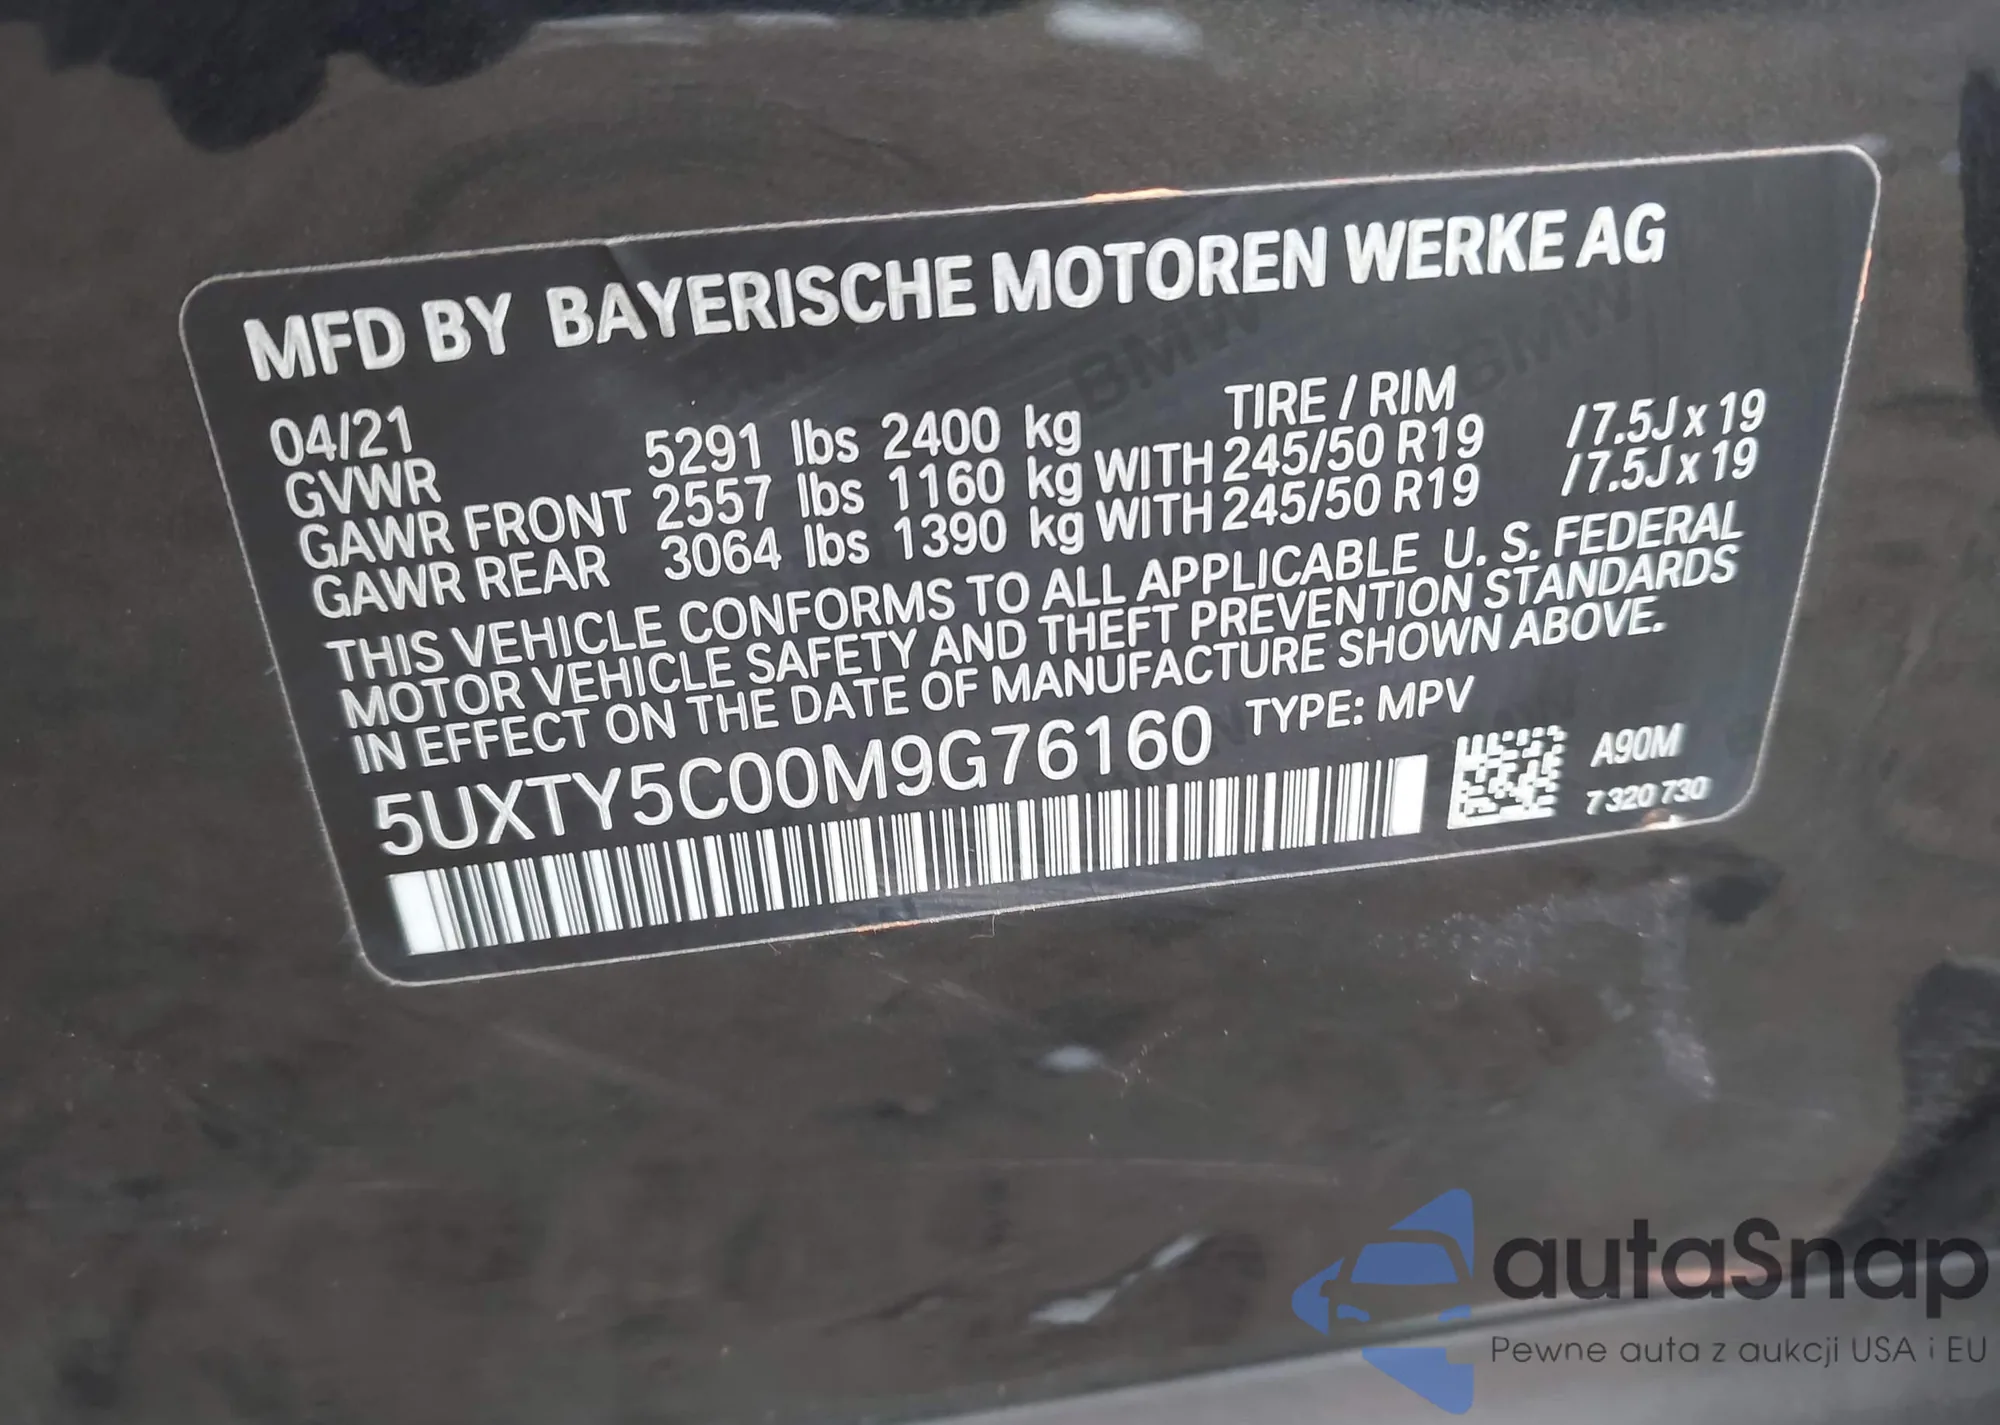 MFD BY BAYERISCHE MOTOREN WERKE AG
04/21 TIRE / RIM
GVWR 5291 lbs 2400 kg
GAWR FRONT 2557 lbs 1160 kg WITH 245/50 R19 /7.5J x 19
GAWR REAR 3064 lbs 1390 kg WITH 245/50 R19 /7.5J x 19
THIS VEHICLE CONFORMS TO ALL APPLICABLE U. S. FEDERAL
MOTOR VEHICLE SAFETY AND THEFT PREVENTION STANDARDS
IN EFFECT ON THE DATE OF MANUFACTURE SHOWN ABOVE.
5UXTY5C00M9G76160 TYPE: MPV
A90M
7 320 730
BMW
BMW
autaSnap
Pewne auta z aukcji USA i EU